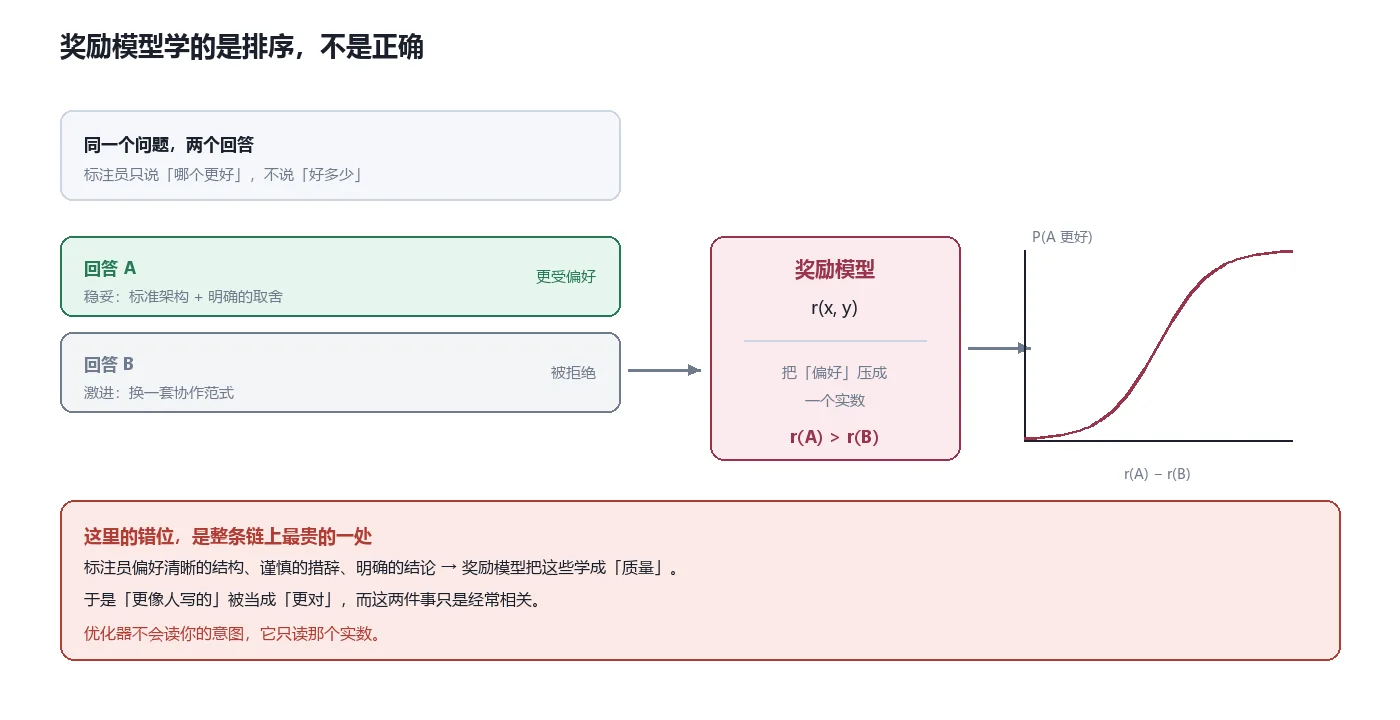 奖励模型学的是排序，不是正确
同一个问题，两个回答
标注员只说「哪个更好」，不说「好多少」
回答 A
稳妥：标准架构 + 明确的取舍
更受偏好
回答 B
激进：换一套协作范式
被拒绝
奖励模型
r(x, y)
把「偏好」压成
一个实数
r(A) > r(B)
P(A 更好)
r(A) − r(B)
这里的错位，是整条链上最贵的一处
标注员偏好清晰的结构、谨慎的措辞、明确的结论 → 奖励模型把这些学成「质量」。
于是「更像人写的」被当成「更对」，而这两件事只是经常相关。
优化器不会读你的意图，它只读那个实数。